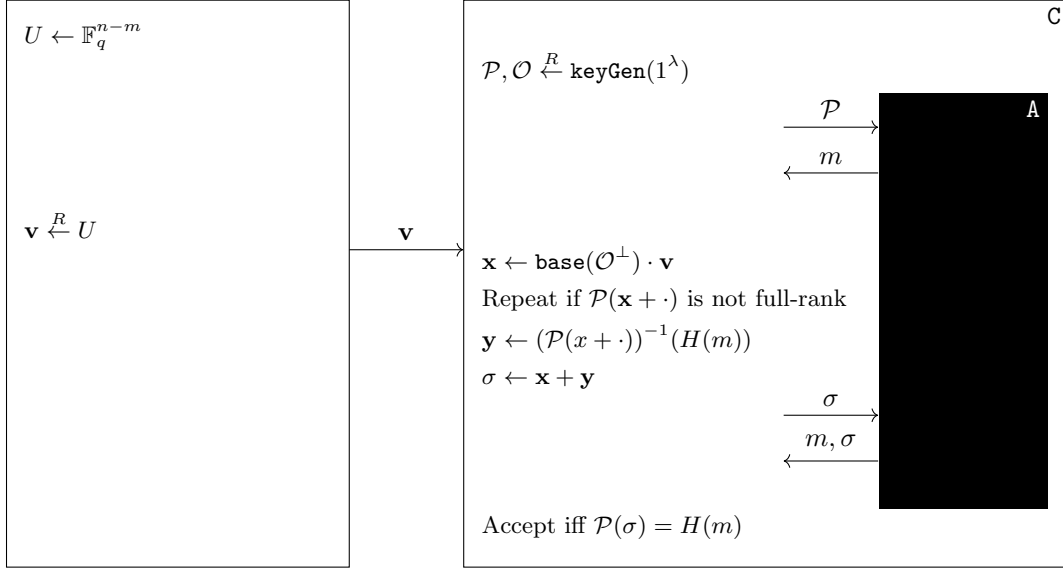 U ← 𝔽_q^{n−m}
C
𝒫, 𝒪 ←^R keyGen(1^λ)
A
𝒫
m
v ←^R U
v
x ← base(𝒪^⊥) · v
Repeat if 𝒫(x + ·) is not full-rank
y ← (𝒫(x + ·))^{−1}(H(m))
σ ← x + y
σ
m, σ
Accept iff 𝒫(σ) = H(m)